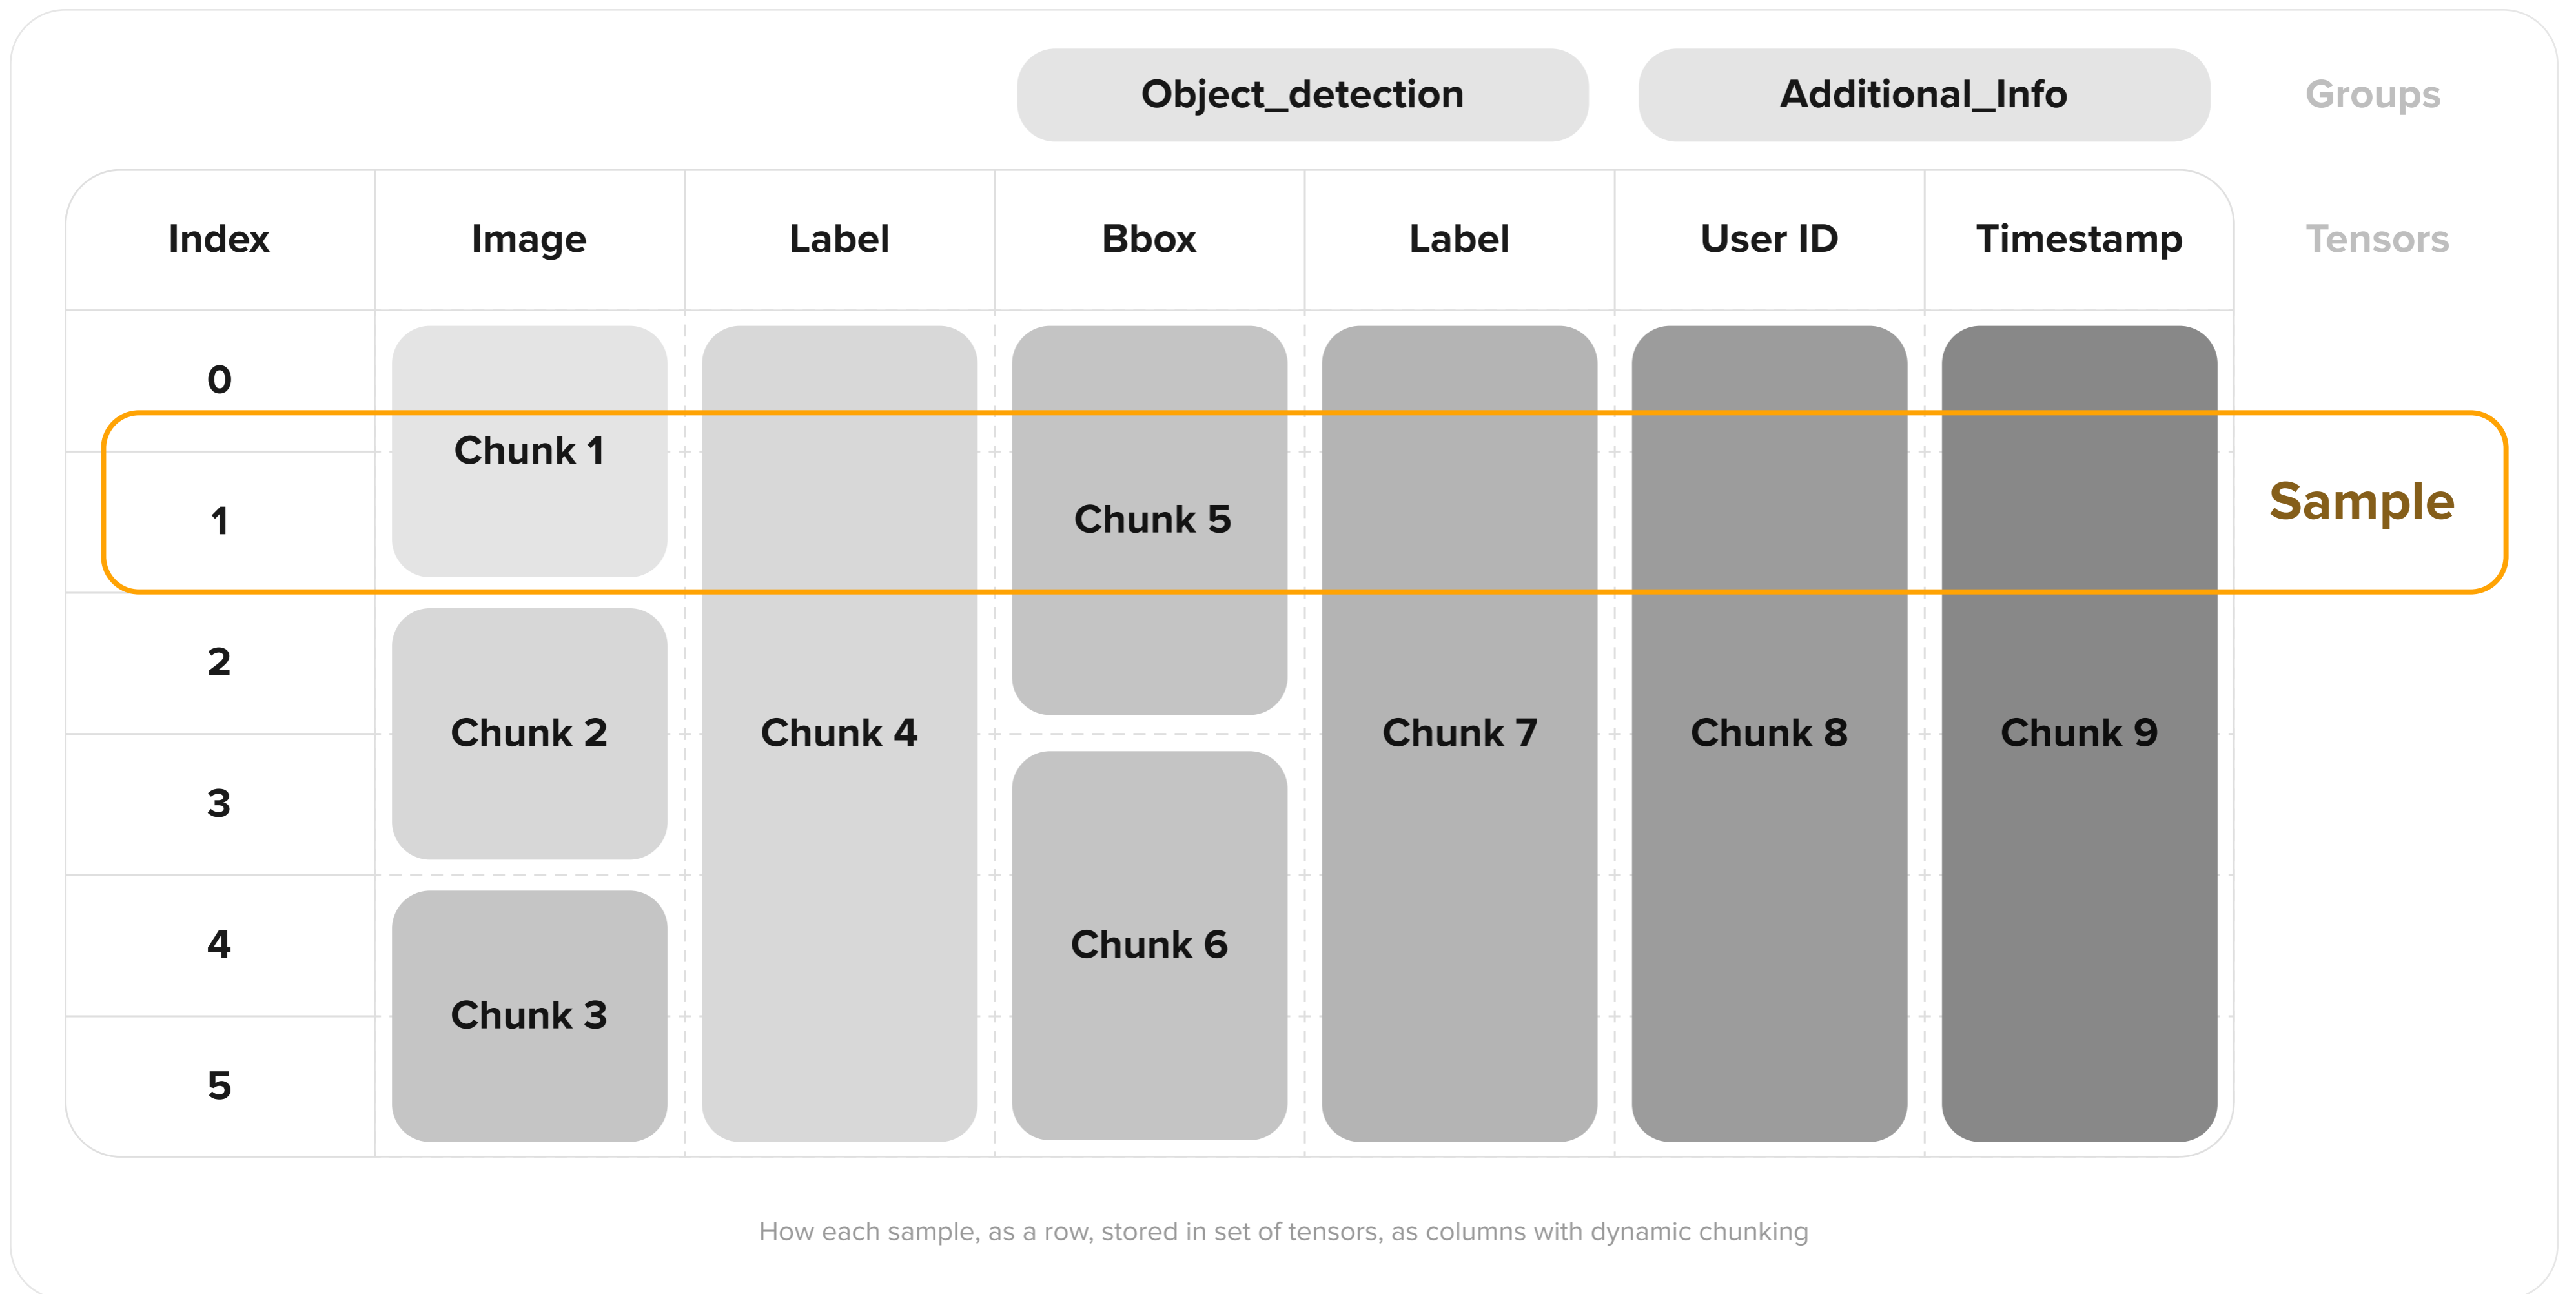 Object_detection Additional_Info Groups
Index Image Label Bbox Label User ID Timestamp Tensors
0
Chunk 1
1 Chunk 5 Sample
2
Chunk 2 Chunk 4 Chunk 7 Chunk 8 Chunk 9
3
4 Chunk 6
Chunk 3
5
How each sample, as a row, stored in set of tensors, as columns with dynamic chunking